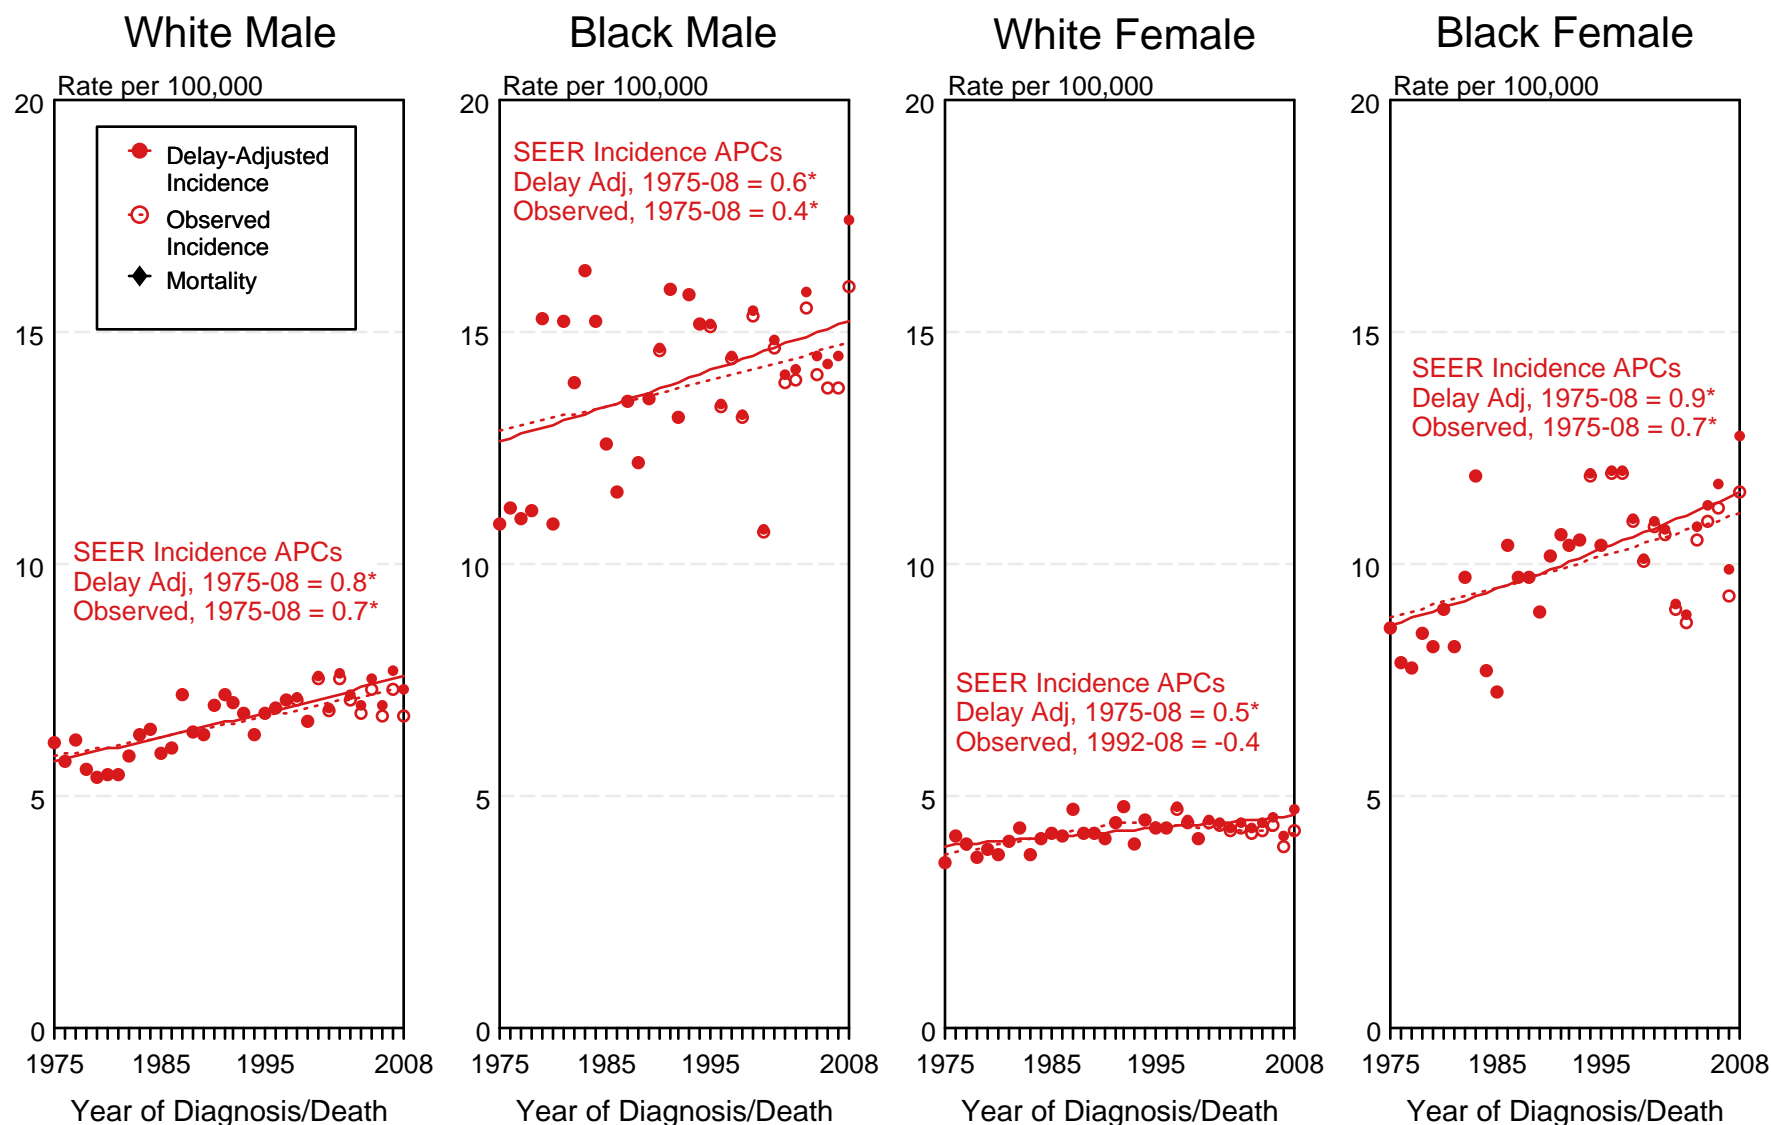 White Male
Rate per 100,000
20
15
10
5
0
Delay-Adjusted
Incidence
Observed
Incidence
Mortality
SEER Incidence APCs
Delay Adj, 1975-08 = 0.8*
Observed, 1975-08 = 0.7*
1975 1985 1995 2008
Year of Diagnosis/Death
Black Male
Rate per 100,000
20
SEER Incidence APCs
Delay Adj, 1975-08 = 0.6*
Observed, 1975-08 = 0.4*
15
10
5
0
1975 1985 1995 2008
Year of Diagnosis/Death
White Female
Rate per 100,000
20
15
10
SEER Incidence APCs
Delay Adj, 1975-08 = 0.5*
Observed, 1992-08 = -0.4
5
0
1975 1985 1995 2008
Year of Diagnosis/Death
Black Female
Rate per 100,000
20
15
SEER Incidence APCs
Delay Adj, 1975-08 = 0.9*
Observed, 1975-08 = 0.7*
10
5
0
1975 1985 1995 2008
Year of Diagnosis/Death